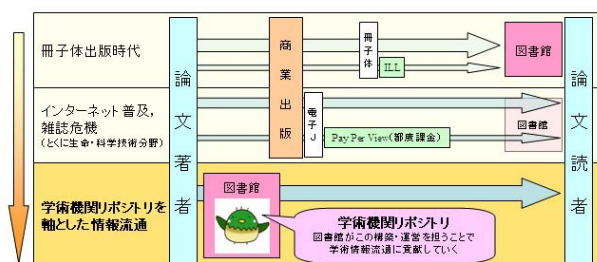 冊子体出版時代
論文著者
商業出版
冊子体
ILL
図書館
論文読者
インターネット普及,
雑誌危機
(とくに生命・科学技術分野)
電子J
Pay Per View(都度課金)
図書館
学術機関リポジトリを
軸とした情報流通
図書館
学術機関リポジトリ
図書館がこの構築・運営を担うことで
学術情報流通に貢献していく